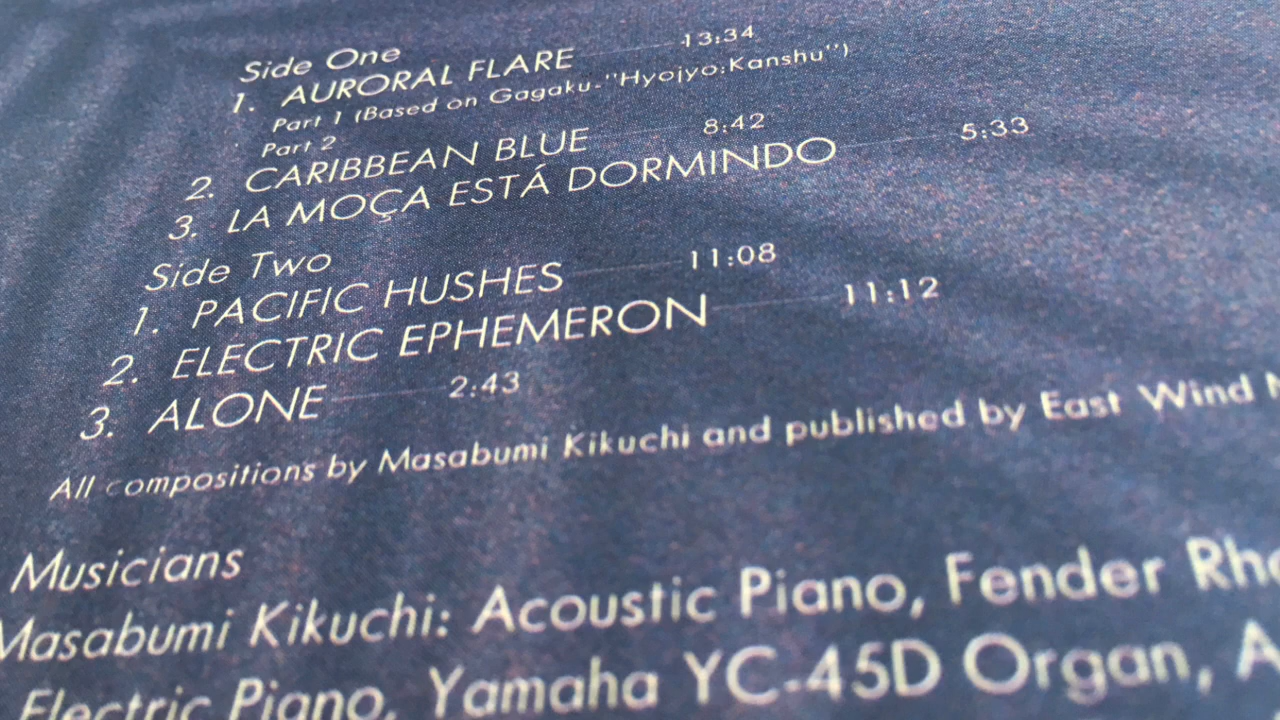 Side One
1. AURORAL FLARE 13:34
Part 1 (Based on Gagaku-"Hyojyo:Kanshu")
Part 2
2. CARIBBEAN BLUE 8:42
3. LA MOÇA ESTÁ DORMINDO 5:33
Side Two
1. PACIFIC HUSHES 11:08
2. ELECTRIC EPHEMERON 11:12
3. ALONE 2:43
All compositions by Masabumi Kikuchi and published by East Wind
Musicians
Masabumi Kikuchi: Acoustic Piano, Fender
Electric Piano, Yamaha YC-45D Organ,